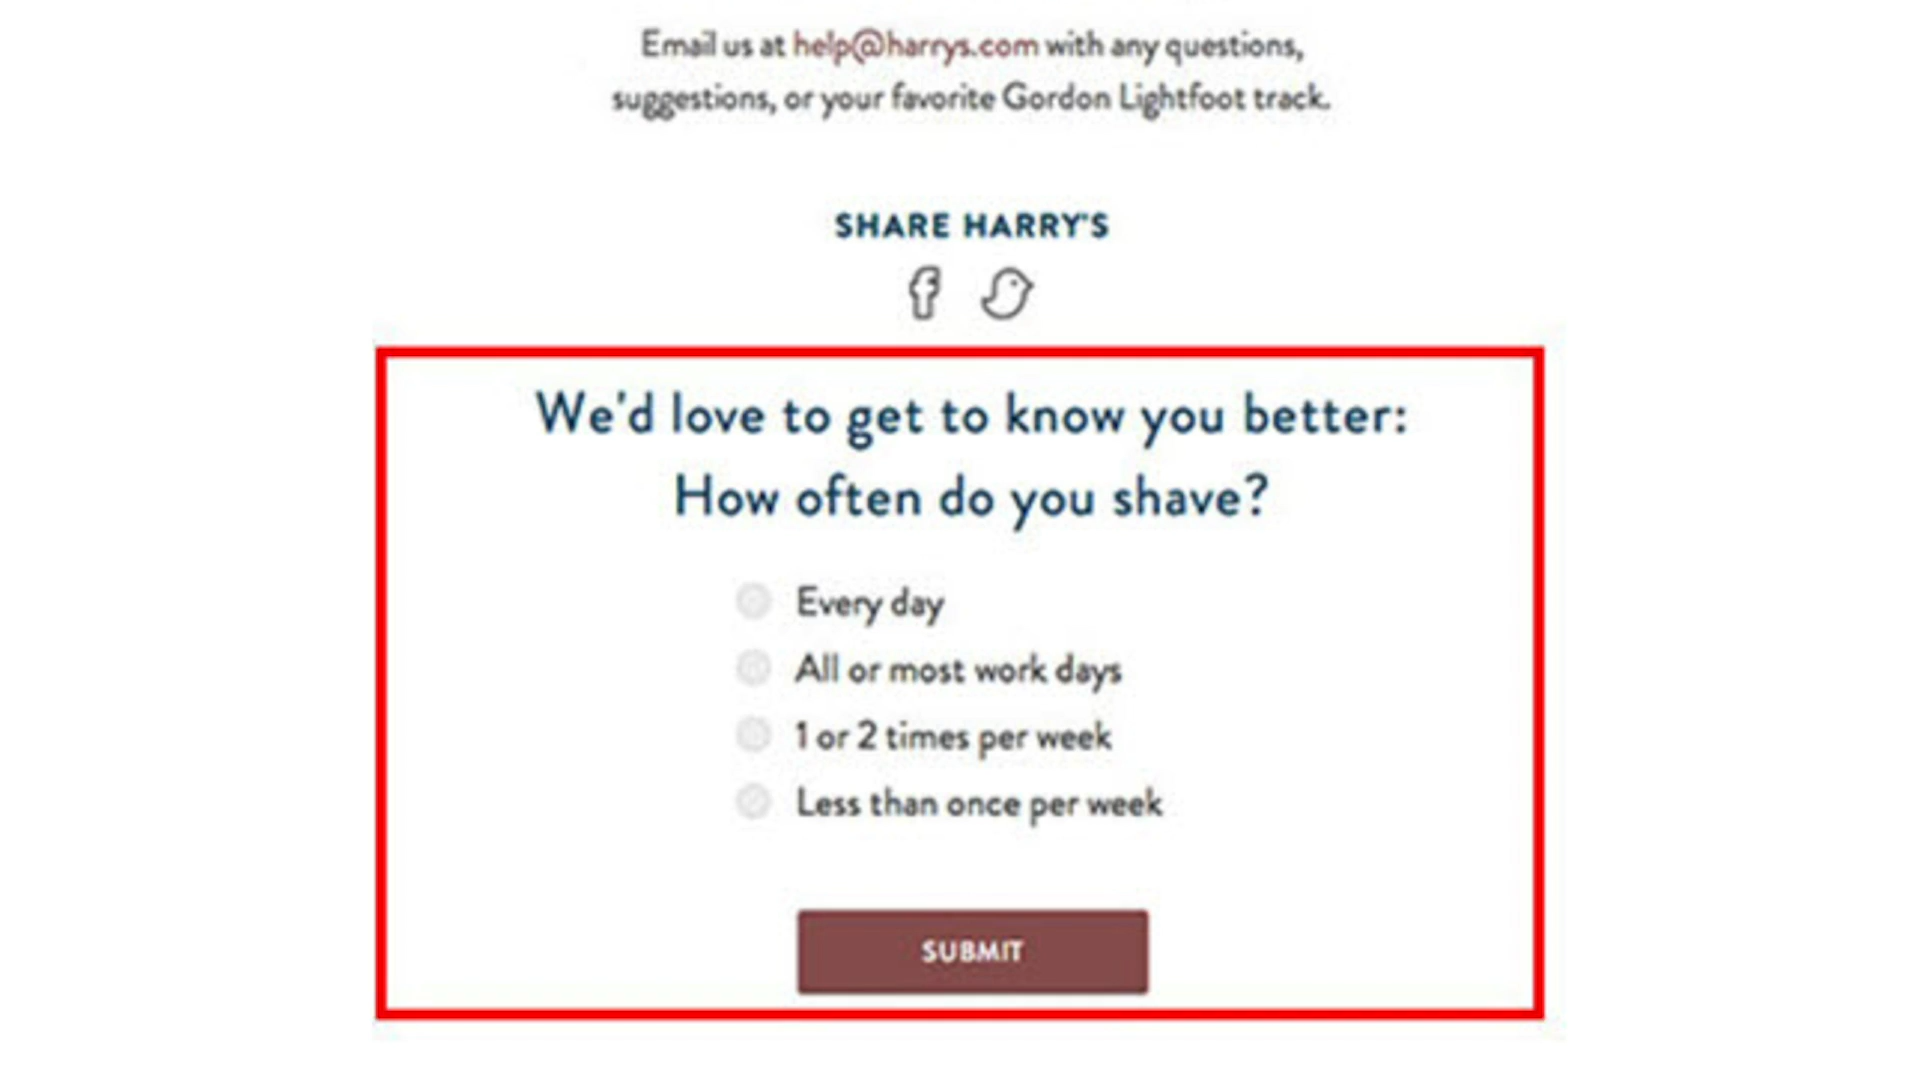 Email us at help@harrys.com with any questions,
suggestions, or your favorite Gordon Lightfoot track.
SHARE HARRY'S
We'd love to get to know you better:
How often do you shave?
Every day
All or most work days
1 or 2 times per week
Less than once per week
SUBMIT